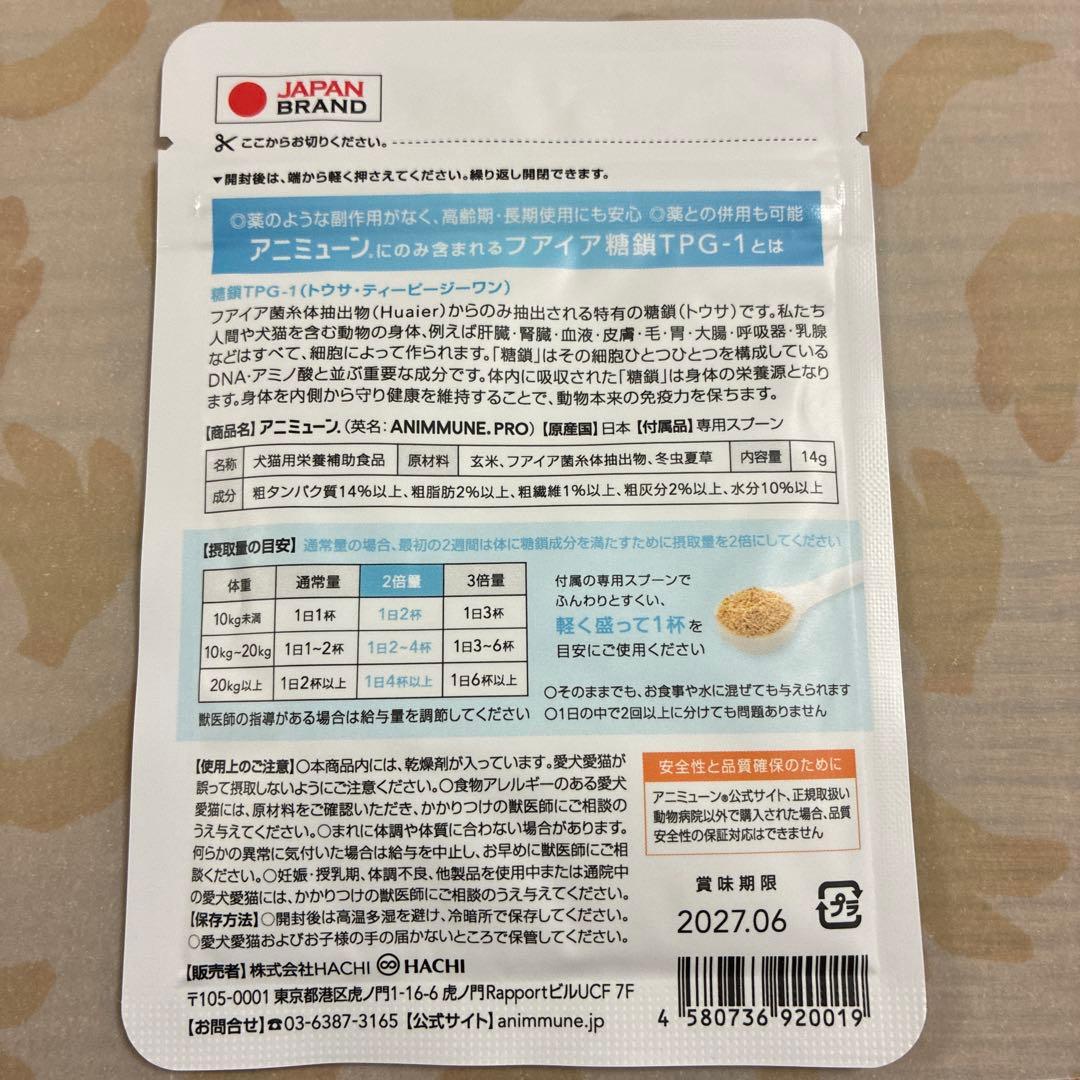 JAPAN
BRAND
ここからお切りください。
▼開封後は、端から軽く押さえてください。繰り返し開閉できます。
◎薬のような副作用がなく、高齢期・長期使用にも安心 ◎薬との併用も可能
アニミューン®にのみ含まれるフアイア糖鎖TPG-1とは
糖鎖TPG-1(トウサ・ティーピージーワン)
フアイア菌糸体抽出物(Huaier)からのみ抽出される特有の糖鎖(トウサ)です。私たち
人間や犬猫を含む動物の身体、例えば肝臓・腎臓・血液・皮膚・毛・胃・大腸・呼吸器・乳腺
などはすべて、細胞によって作られます。「糖鎖」はその細胞ひとつひとつを構成している
DNA・アミノ酸と並ぶ重要な成分です。体内に吸収された「糖鎖」は身体の栄養源となり
ます。身体を内側から守り健康を維持することで、動物本来の免疫力を保ちます。
【商品名】アニミューン.(英名:ANIMMUNE.PRO)【原産国】日本【付属品】専用スプーン
名称 犬猫用栄養補助食品 原材料 玄米、フアイア菌糸体抽出物、冬虫夏草 内容量 14g
成分 粗タンパク質14%以上、粗脂肪2%以上、粗繊維1%以上、粗灰分2%以上、水分10%以上
【摂取量の目安】通常量の場合、最初の2週間は体に糖鎖成分を満たすために摂取量を2倍にしてください
体重 通常量 2倍量 3倍量
10kg未満 1日1杯 1日2杯 1日3杯
10kg~20kg 1日1~2杯 1日2~4杯 1日3~6杯
20kg以上 1日2杯以上 1日4杯以上 1日6杯以上
獣医師の指導がある場合は給与量を調節してください
付属の専用スプーンで
ふんわりとすくい、
軽く盛って1杯を
目安にご使用ください
○そのままでも、お食事や水に混ぜても与えられます
○1日の中で2回以上に分けても問題ありません
【使用上のご注意】○本商品内には、乾燥剤が入っています。愛犬愛猫が
誤って摂取しないようにご注意ください。○食物アレルギーのある愛犬
愛猫には、原材料をご確認いただき、かかりつけの獣医師にご相談の
うえ与えてください。○まれに体調や体質に合わない場合があります。
何らかの異常に気付いた場合は給与を中止し、お早めに獣医師にご相
談ください。○妊娠・授乳期、体調不良、他製品を使用中または通院中
の愛犬愛猫には、かかりつけの獣医師にご相談のうえ与えてください。
【保存方法】○開封後は高温多湿を避け、冷暗所で保存してください。
○愛犬愛猫およびお子様の手の届かないところで保管してください。
【販売者】株式会社HACHI HACHI
〒105-0001 東京都港区虎ノ門1-16-6 虎ノ門RapportビルUCF 7F
【お問合せ】☎03-6387-3165【公式サイト】animmune.jp
安全性と品質確保のために
アニミューン®公式サイト、正規取扱い
動物病院以外で購入された場合、品質
安全性の保証対応はできません
賞味期限
2027.06
プラ
4 580736 920019